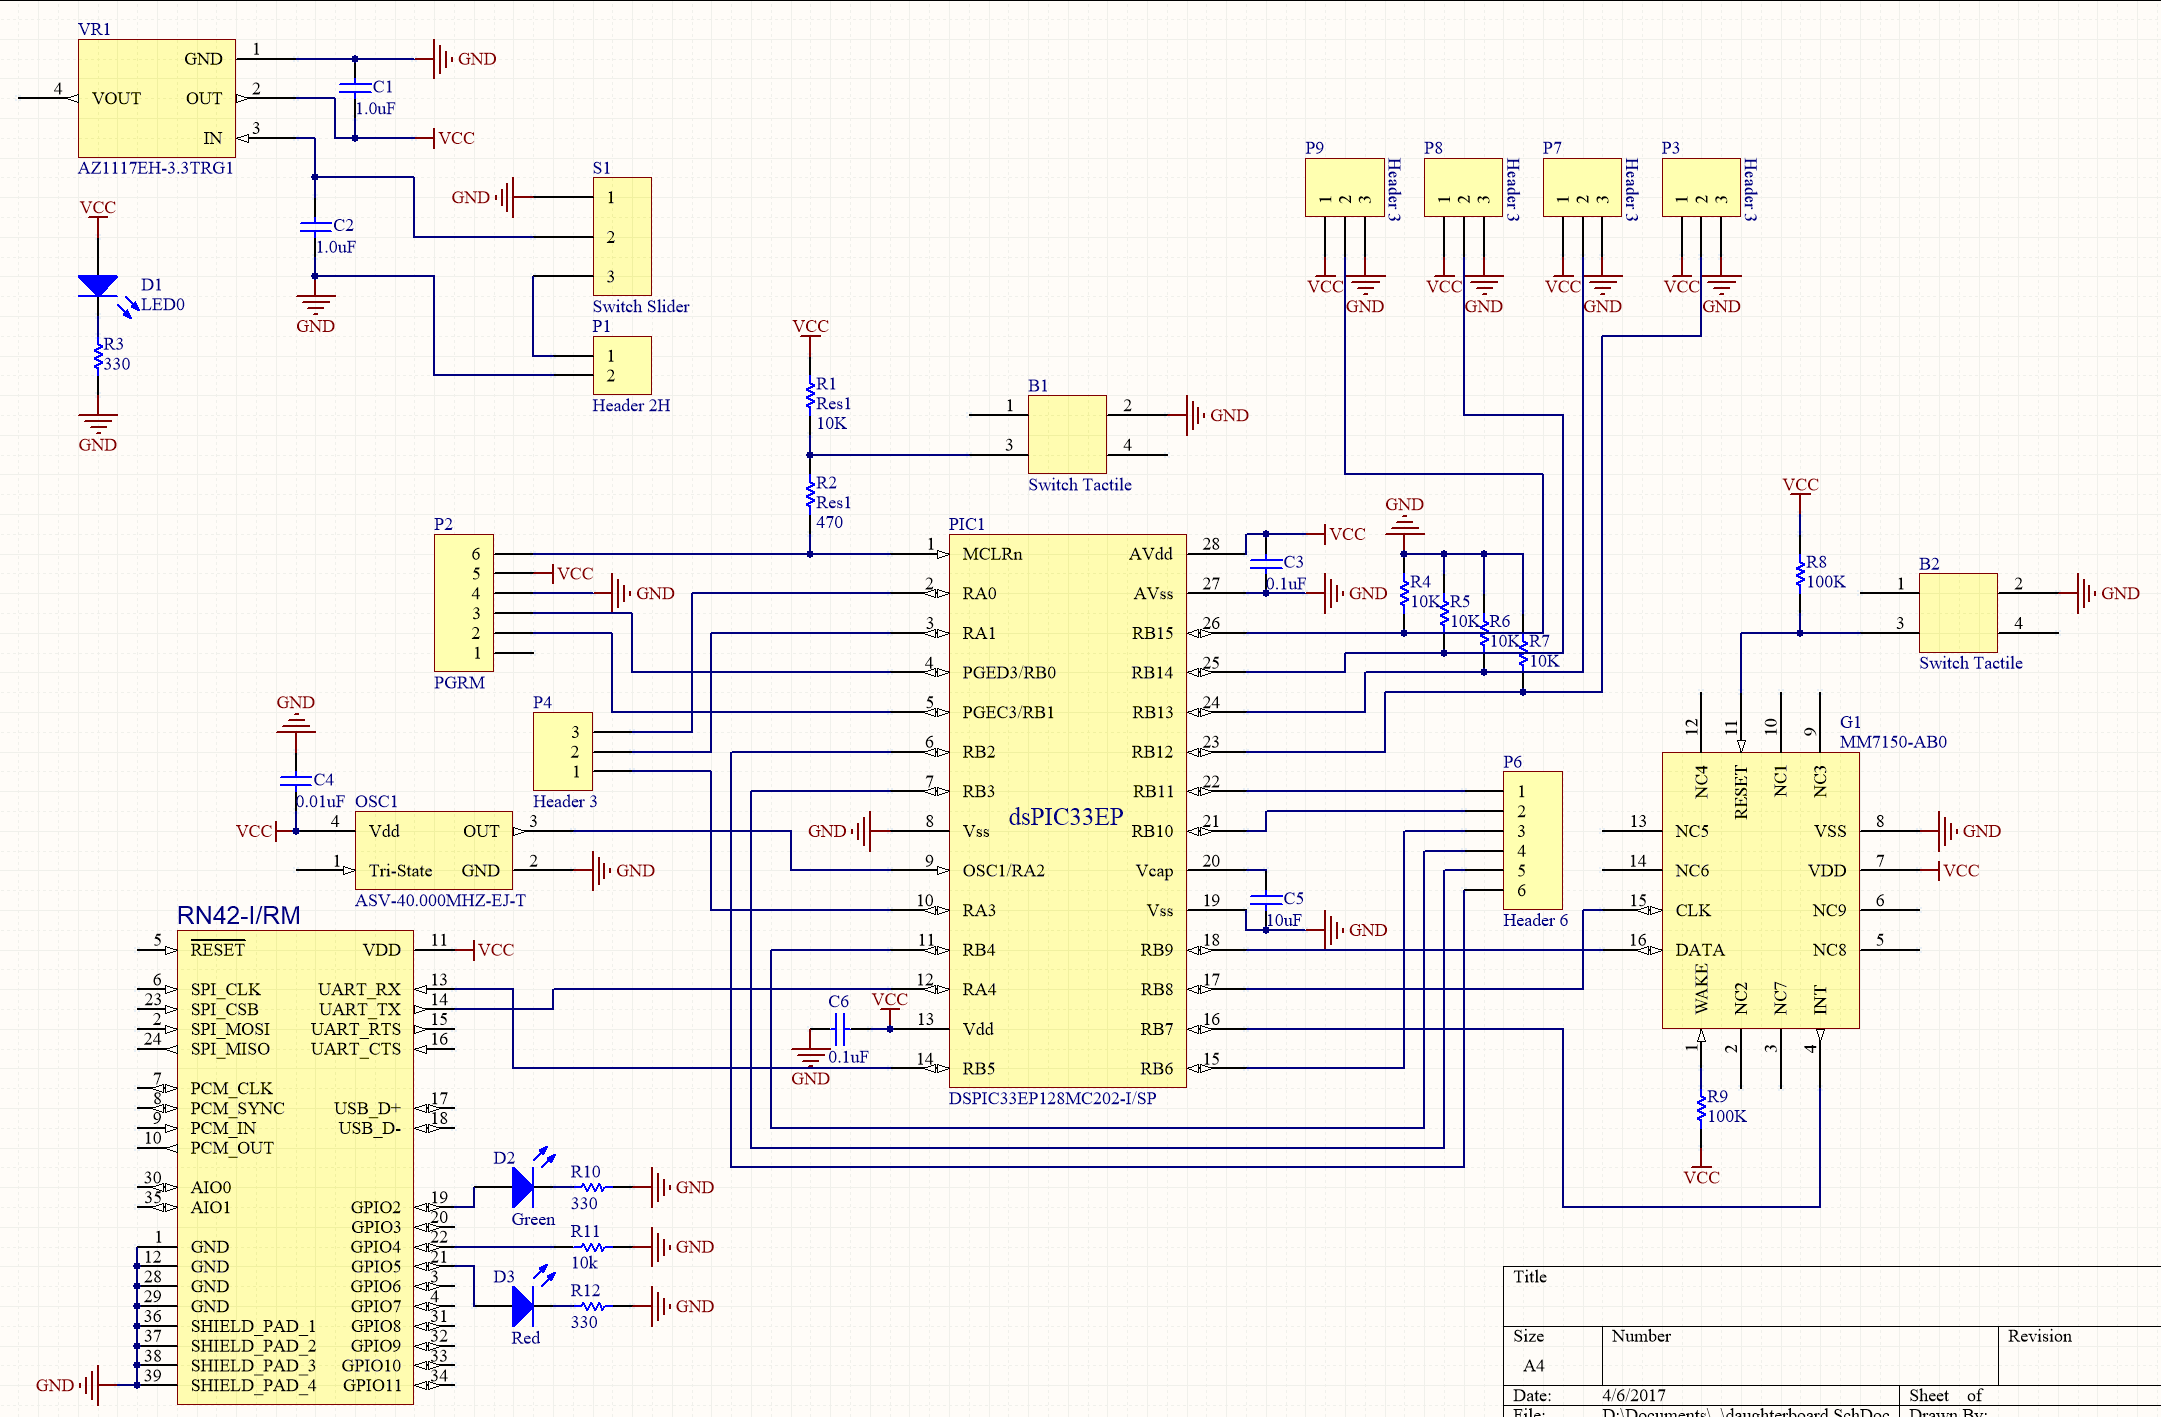 VR1
GND
OUT
IN
VOUT
1
2
3
4
AZ1117EH-3.3TRG1
GND
C1
1.0uF
VCC
VCC
D1
LED0
R3
330
GND
C2
1.0uF
GND
S1
GND
1
2
3
Switch Slider
P1
1
2
Header 2H
VCC
R1
Res1
10K
R2
Res1
470
B1
1
2
3
4
GND
Switch Tactile
P9
1
2
3
Header 3
VCC
GND
P8
1
2
3
Header 3
VCC
GND
P7
1
2
3
Header 3
VCC
GND
P3
1
2
3
Header 3
VCC
GND
P2
6
5
4
3
2
1
PGRM
VCC
GND
P4
3
2
1
Header 3
GND
C4
0.01uF
VCC
OSC1
4
Vdd
OUT
3
1
Tri-State
GND
2
GND
ASV-40.000MHZ-EJ-T
PIC1
1
MCLRn
2
RA0
3
RA1
4
PGED3/RB0
5
PGEC3/RB1
6
RB2
7
RB3
8
Vss
GND
9
OSC1/RA2
10
RA3
11
RB4
12
RA4
13
Vdd
14
RB5
dsPIC33EP
AVdd
28
AVss
27
RB15
26
RB14
25
RB13
24
RB12
23
RB11
22
RB10
21
Vcap
20
Vss
19
RB9
18
RB8
17
RB7
16
RB6
15
DSPIC33EP128MC202-I/SP
VCC
C3
0.1uF
GND
GND
R4
10K
R5
10K
R6
10K
R7
10K
C5
10uF
GND
C6
0.1uF
VCC
GND
P6
1
2
3
4
5
6
Header 6
VCC
R8
100K
B2
1
2
3
4
GND
Switch Tactile
G1
MM7150-AB0
12
11
10
9
NC4
RESET
NC1
NC3
13
NC5
14
NC6
15
CLK
16
DATA
VSS
8
GND
VDD
7
VCC
NC9
6
NC8
5
WAKE
NC2
NC7
INT
1
2
3
4
R9
100K
VCC
RN42-I/RM
5
RESET
6
SPI_CLK
23
SPI_CSB
2
SPI_MOSI
24
SPI_MISO
7
PCM_CLK
8
PCM_SYNC
9
PCM_IN
10
PCM_OUT
30
AIO0
35
AIO1
1
GND
12
GND
28
GND
29
GND
36
SHIELD_PAD_1
37
SHIELD_PAD_2
38
SHIELD_PAD_3
39
SHIELD_PAD_4
GND
VDD
11
VCC
UART_RX
13
UART_TX
14
UART_RTS
15
UART_CTS
16
USB_D+
17
USB_D-
18
GPIO2
19
GPIO3
20
GPIO4
22
GPIO5
21
GPIO6
3
GPIO7
4
GPIO8
31
GPIO9
32
GPIO10
33
GPIO11
34
D2
Green
R10
330
GND
R11
10k
GND
D3
Red
R12
330
GND
Title
Size
Number
Revision
A4
Date:
4/6/2017
Sheet of
File:
D:\Documents\..\daughterboard.SchDoc
Drawn By: